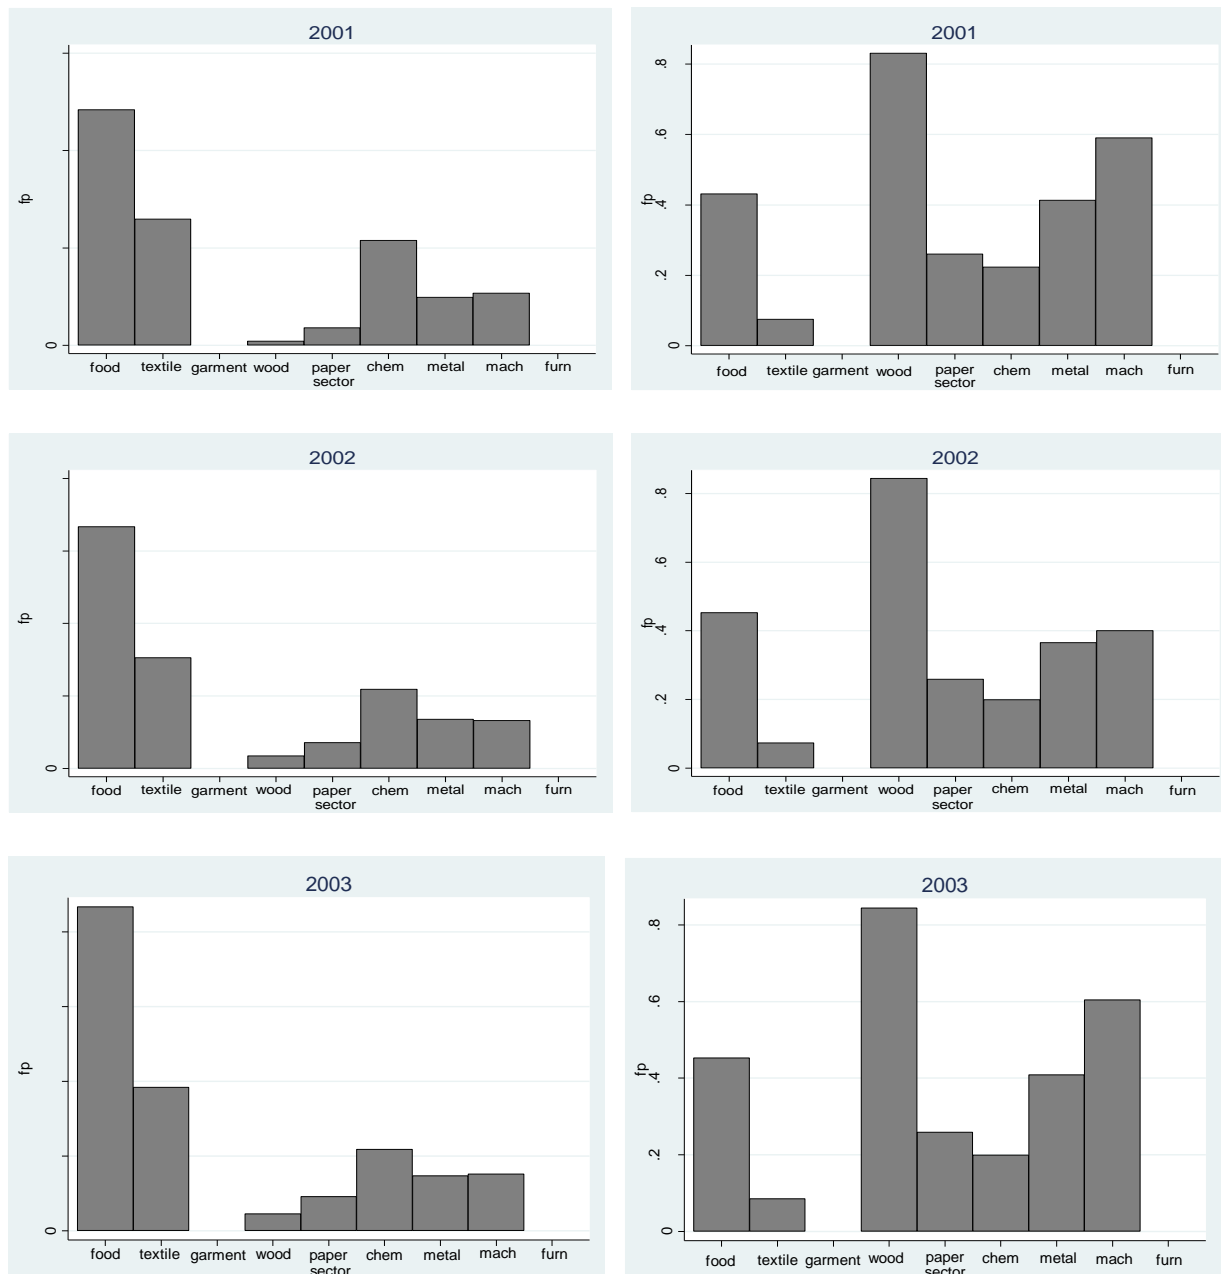 2001
fp
0
food textile garment wood paper chem metal mach furn
sector
2001
.8
.6
fp
.4
.2
0
food textile garment wood paper chem metal mach furn
sector
2002
fp
0
food textile garment wood paper chem metal mach furn
sector
2002
.8
.6
fp
.4
.2
0
food textile garment wood paper chem metal mach furn
sector
2003
fp
0
food textile garment wood paper chem metal mach furn
sector
2003
.8
.6
fp
.4
.2
0
food textile garment wood paper chem metal mach furn
sector